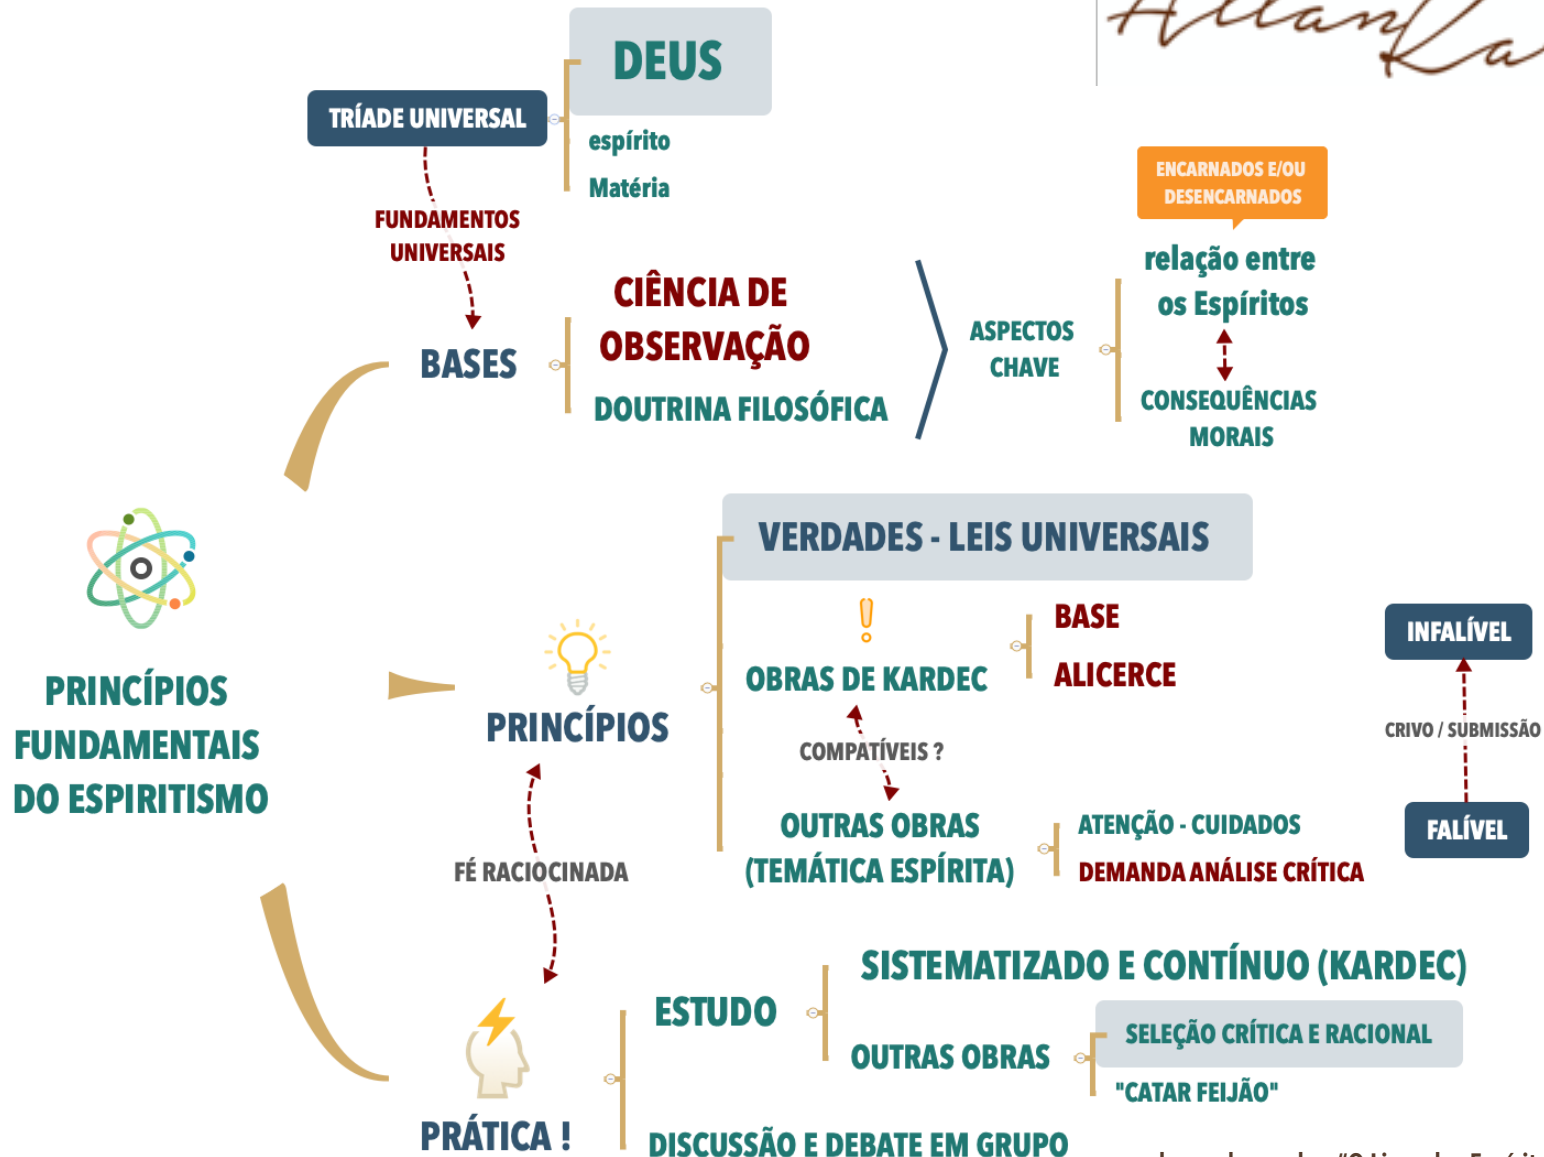 Allan Ka
DEUS
TRÍADE UNIVERSAL
espírito
Matéria
FUNDAMENTOS
UNIVERSAIS
ENCARNADOS E/OU
DESENCARNADOS
relação entre
os Espíritos
CIÊNCIA DE
OBSERVAÇÃO
BASES
DOUTRINA FILOSÓFICA
ASPECTOS
CHAVE
CONSEQUÊNCIAS
MORAIS
VERDADES - LEIS UNIVERSAIS
PRINCÍPIOS
FUNDAMENTAIS
DO ESPIRITISMO
PRINCÍPIOS
!
OBRAS DE KARDEC
BASE
ALICERCE
INFALÍVEL
COMPATÍVEIS ?
CRIVO / SUBMISSÃO
OUTRAS OBRAS
(TEMÁTICA ESPÍRITA)
ATENÇÃO - CUIDADOS
DEMANDA ANÁLISE CRÍTICA
FALÍVEL
FÉ RACIOCINADA
PRÁTICA !
ESTUDO
SISTEMATIZADO E CONTÍNUO (KARDEC)
OUTRAS OBRAS
SELEÇÃO CRÍTICA E RACIONAL
"CATAR FEIJÃO"
DISCUSSÃO E DEBATE EM GRUPO